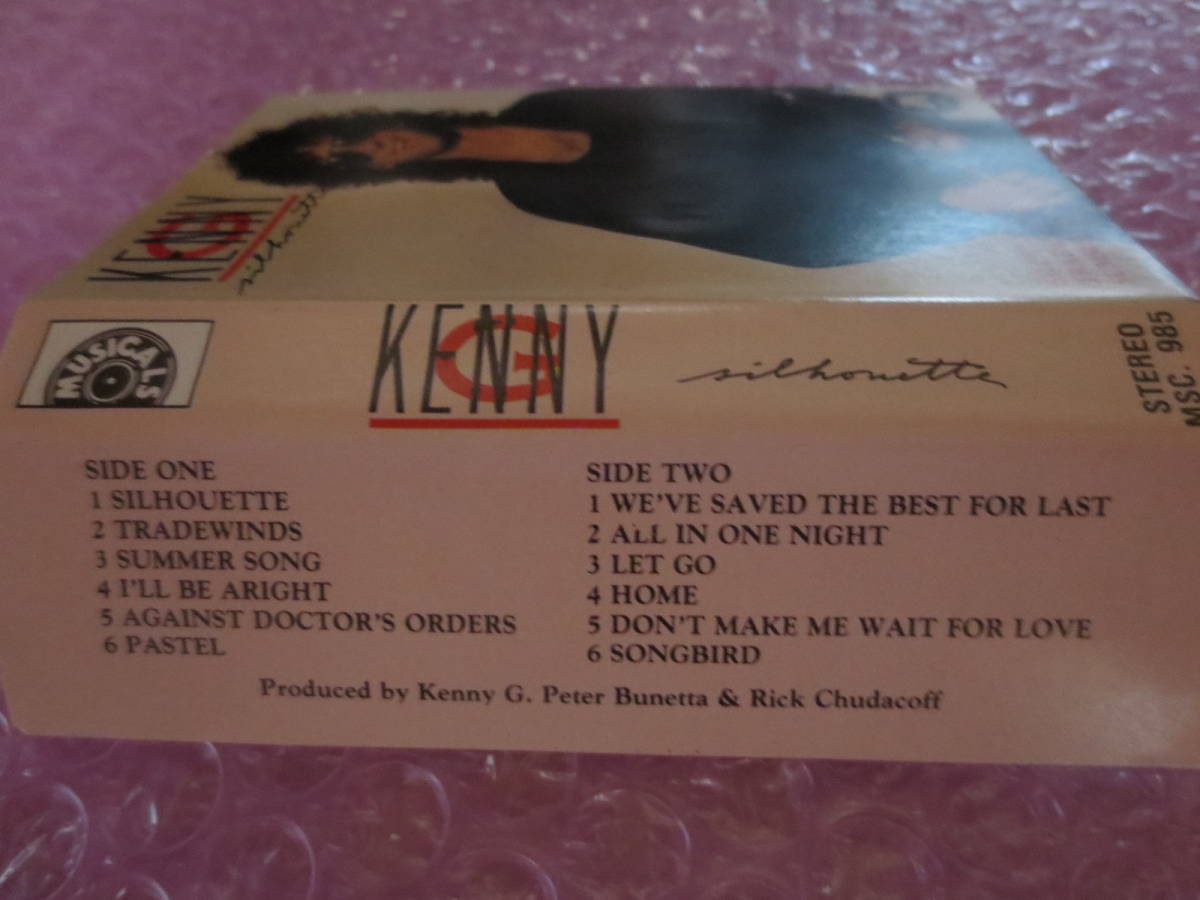 KENNY G
silhouette
MUSICALS
KENNY G
silhouette
STEREO
MSC. 985
SIDE ONE
1 SILHOUETTE
2 TRADEWINDS
3 SUMMER SONG
4 I'LL BE ARIGHT
5 AGAINST DOCTOR'S ORDERS
6 PASTEL
SIDE TWO
1 WE'VE SAVED THE BEST FOR LAST
2 ALL IN ONE NIGHT
3 LET GO
4 HOME
5 DON'T MAKE ME WAIT FOR LOVE
6 SONGBIRD
Produced by Kenny G. Peter Bunetta & Rick Chudacoff